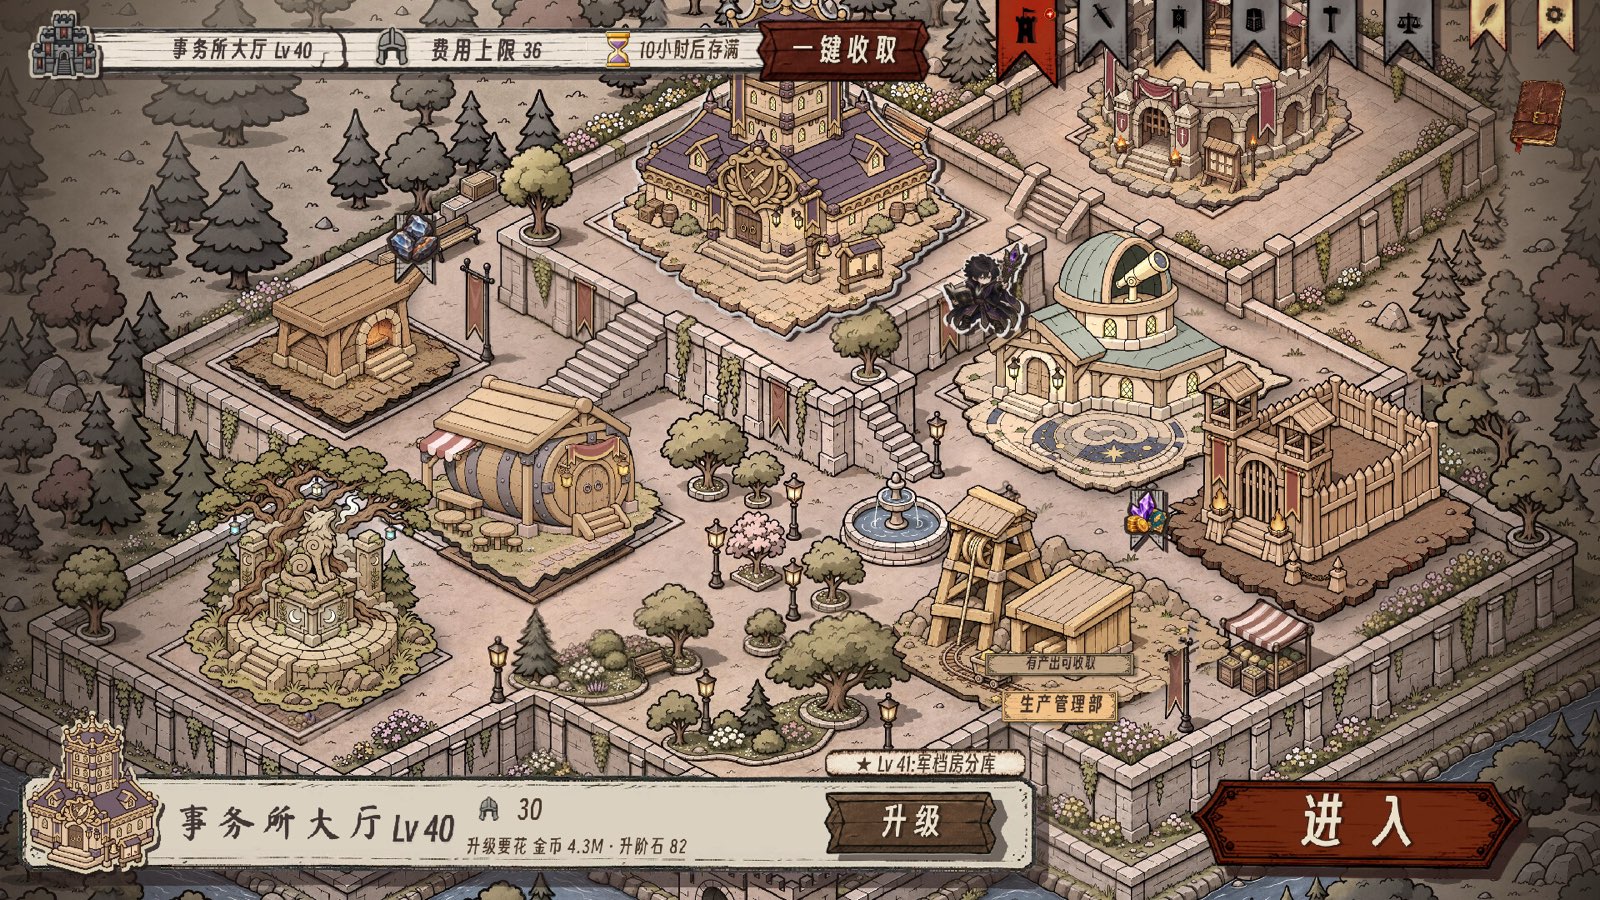 事务所大厅 Lv 40
费用上限 36
10小时后存满
一键收取
有产出可收取
生产管理部
★ Lv 41:军档房分库
事务所大厅 Lv 40
30
升级要花 金币 4.3M · 升阶石 82
升级
进入